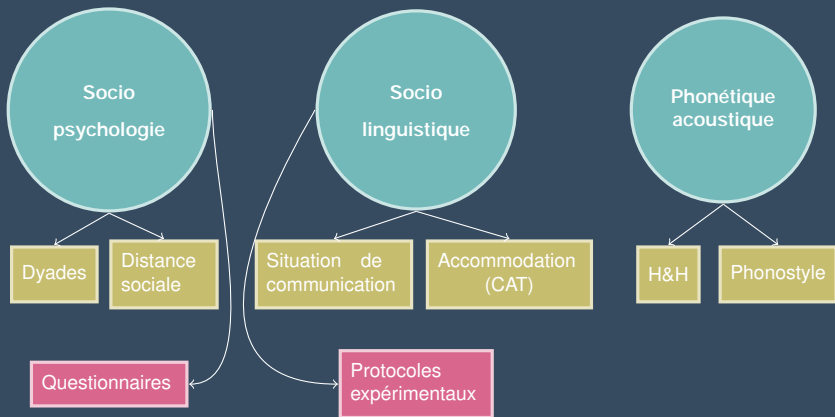 Socio
psychologie
Socio
linguistique
Phonétique
acoustique
Dyades
Distance
sociale
Situation de
communication
Accommodation
(CAT)
H&H
Phonostyle
Questionnaires
Protocoles
expérimentaux